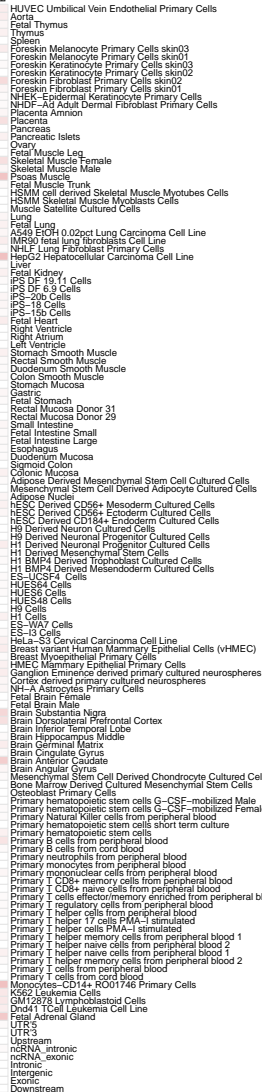 HUVEC Umbilical Vein Endothelial Primary Cells
Aorta
Fetal Thymus
Thymus
Spleen
Foreskin Melanocyte Primary Cells skin03
Foreskin Melanocyte Primary Cells skin01
Foreskin Keratinocyte Primary Cells skin03
Foreskin Keratinocyte Primary Cells skin02
Foreskin Fibroblast Primary Cells skin02
Foreskin Fibroblast Primary Cells skin01
NHEK-Epidermal Keratinocyte Primary Cells
NHDF-Ad Adult Dermal Fibroblast Primary Cells
Placenta Amnion
Placenta
Pancreas
Pancreatic Islets
Ovary
Fetal Muscle Leg
Skeletal Muscle Female
Skeletal Muscle Male
Psoas Muscle
Fetal Muscle Trunk
HSMM cell derived Skeletal Muscle Myotubes Cells
HSMM Skeletal Muscle Myoblasts Cells
Muscle Satellite Cultured Cells
Lung
Fetal Lung
A549 EtOH 0.02pct Lung Carcinoma Cell Line
IMR90 fetal lung fibroblasts Cell Line
NHLF Lung Fibroblast Primary Cells
HepG2 Hepatocellular Carcinoma Cell Line
Liver
Fetal Kidney
iPS DF 19.11 Cells
iPS DF 6.9 Cells
iPS-20b Cells
iPS-18 Cells
iPS-15b Cells
Fetal Heart
Right Ventricle
Right Atrium
Left Ventricle
Stomach Smooth Muscle
Rectal Smooth Muscle
Duodenum Smooth Muscle
Colon Smooth Muscle
Stomach Mucosa
Gastric
Fetal Stomach
Rectal Mucosa Donor 31
Rectal Mucosa Donor 29
Small Intestine
Fetal Intestine Small
Fetal Intestine Large
Esophagus
Duodenum Mucosa
Sigmoid Colon
Colonic Mucosa
Adipose Derived Mesenchymal Stem Cell Cultured Cells
Mesenchymal Stem Cell Derived Adipocyte Cultured Cells
Adipose Nuclei
hESC Derived CD56+ Mesoderm Cultured Cells
hESC Derived CD56+ Ectoderm Cultured Cells
hESC Derived CD184+ Endoderm Cultured Cells
H9 Derived Neuron Cultured Cells
H9 Derived Neuronal Progenitor Cultured Cells
H1 Derived Neuronal Progenitor Cultured Cells
H1 Derived Mesenchymal Stem Cells
H1 BMP4 Derived Trophoblast Cultured Cells
H1 BMP4 Derived Mesendoderm Cultured Cells
ES-UCSF4 Cells
HUES64 Cells
HUES6 Cells
HUES48 Cells
H9 Cells
H1 Cells
ES-WA7 Cells
ES-I3 Cells
HeLa-S3 Cervical Carcinoma Cell Line
Breast variant Human Mammary Epithelial Cells (vHMEC)
Breast Myoepithelial Primary Cells
HMEC Mammary Epithelial Primary Cells
Ganglion Eminence derived primary cultured neurospheres
Cortex derived primary cultured neurospheres
NH-A Astrocytes Primary Cells
Fetal Brain Female
Fetal Brain Male
Brain Substantia Nigra
Brain Dorsolateral Prefrontal Cortex
Brain Inferior Temporal Lobe
Brain Hippocampus Middle
Brain Germinal Matrix
Brain Cingulate Gyrus
Brain Anterior Caudate
Brain Angular Gyrus
Mesenchymal Stem Cell Derived Chondrocyte Cultured Cel
Bone Marrow Derived Cultured Mesenchymal Stem Cells
Osteoblast Primary Cells
Primary hematopoietic stem cells G-CSF-mobilized Male
Primary hematopoietic stem cells G-CSF-mobilized Femal
Primary Natural Killer cells from peripheral blood
Primary hematopoietic stem cells short term culture
Primary hematopoietic stem cells
Primary B cells from peripheral blood
Primary B cells from cord blood
Primary neutrophils from peripheral blood
Primary monocytes from peripheral blood
Primary mononuclear cells from peripheral blood
Primary T CD8+ memory cells from peripheral blood
Primary T CD8+ naive cells from peripheral blood
Primary T cells effector/memory enriched from peripheral bl
Primary T regulatory cells from peripheral blood
Primary T helper cells from peripheral blood
Primary T helper 17 cells PMA-I stimulated
Primary T helper cells PMA-I stimulated
Primary T helper memory cells from peripheral blood 1
Primary T helper naive cells from peripheral blood 2
Primary T helper naive cells from peripheral blood 1
Primary T helper memory cells from peripheral blood 2
Primary T cells from peripheral blood
Primary T cells from cord blood
Monocytes-CD14+ RO01746 Primary Cells
K562 Leukemia Cells
GM12878 Lymphoblastoid Cells
Dnd41 TCell Leukemia Cell Line
Fetal Adrenal Gland
UTR'5
UTR'3
Upstream
ncRNA_intronic
ncRNA_exonic
Intronic
Intergenic
Exonic
Downstream